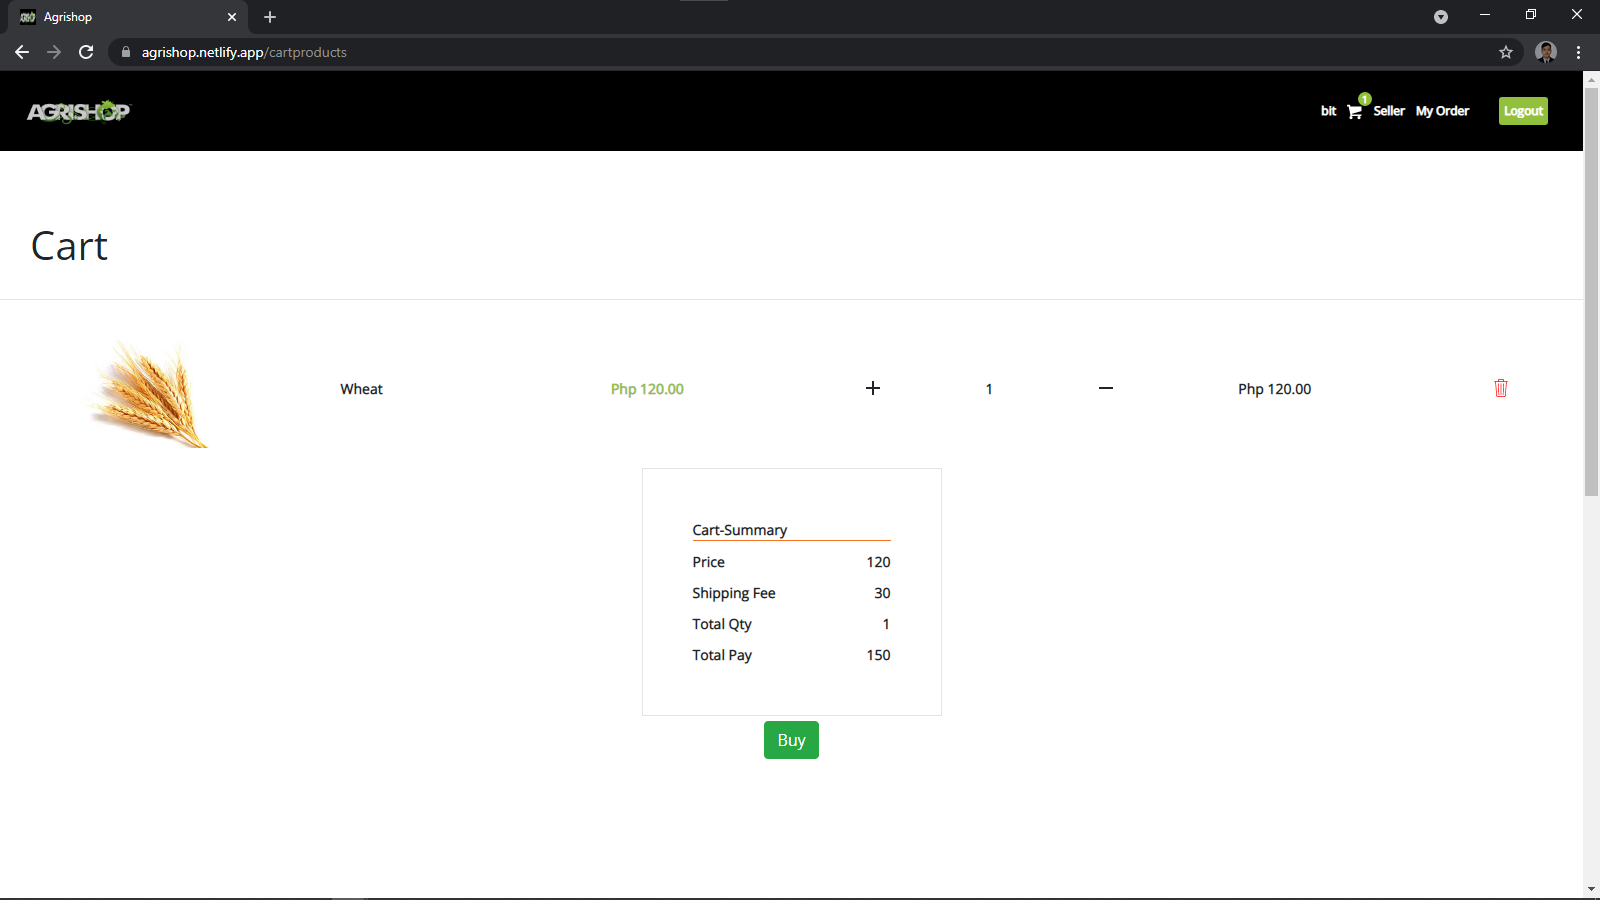 Agrishop
agrishop.netlify.app/cartproducts
AGRISHOP
bit 1 Seller My Order Logout
Cart
Wheat Php 120.00 + 1 − Php 120.00
Cart-Summary
Price 120
Shipping Fee 30
Total Qty 1
Total Pay 150
Buy